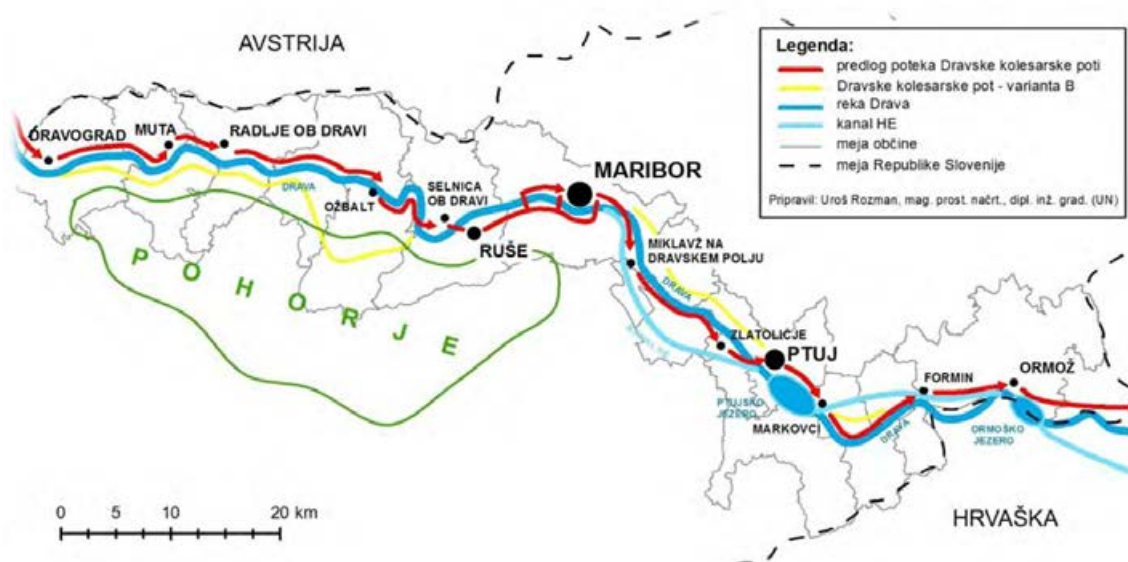 AVSTRIJA
Legenda:
predlog poteka Dravske kolesarske poti
Dravske kolesarske pot - varianta B
reka Drava
kanal HE
meja občine
meja Republike Slovenije
Pripravil: Uroš Rozman, mag. prost. načrt., dipl. inž. grad. (UN)
DRAVOGRAD
MUTA
RADLJE OB DRAVI
MARIBOR
DRAVA
OŽBALT
SELNICA
OB DRAVI
RUŠE
MIKLAVŽ NA
DRAVSKEM POLJU
POHORJE
DRAVA
ZLATOLIČJE
PTUJ
FORMIN
ORMOŽ
PTUJSKO
JEZERO
MARKOVCI
DRAVA
ORMOŠKO
JEZERO
0 5 10 20 km
HRVAŠKA